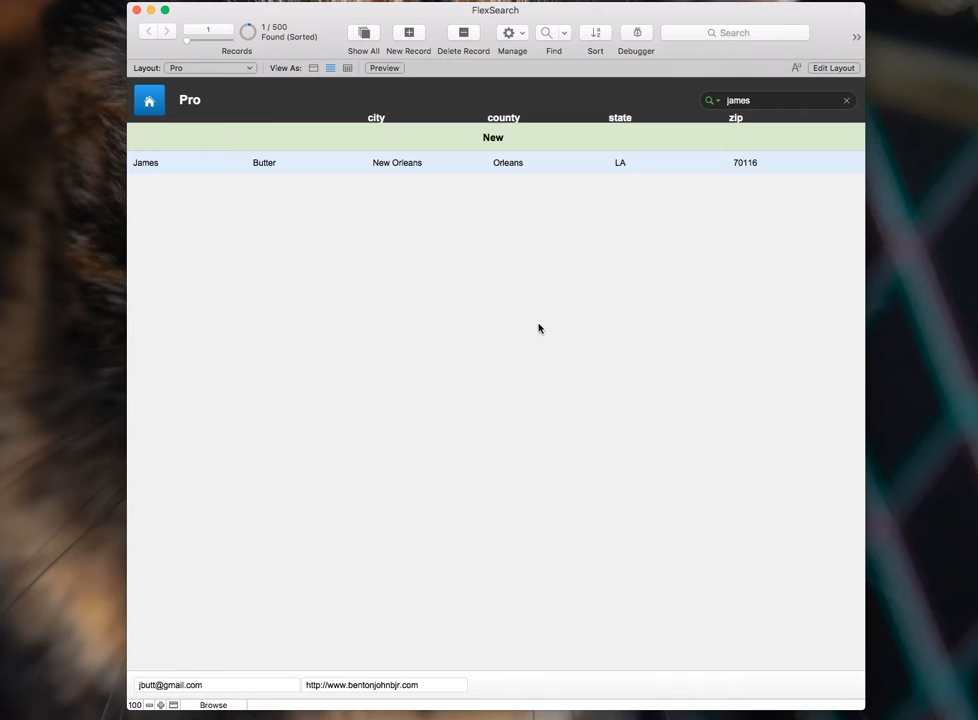 FlexSearch
1
1 / 500
Found (Sorted)
Records
Show All
New Record
Delete Record
Manage
Find
Sort
Debugger
Search
Layout: Pro
View As:
Preview
Edit Layout
Pro
james
city county state zip
New
James Butter New Orleans Orleans LA 70116
jbutt@gmail.com http://www.bentonjohnbjr.com
100 Browse